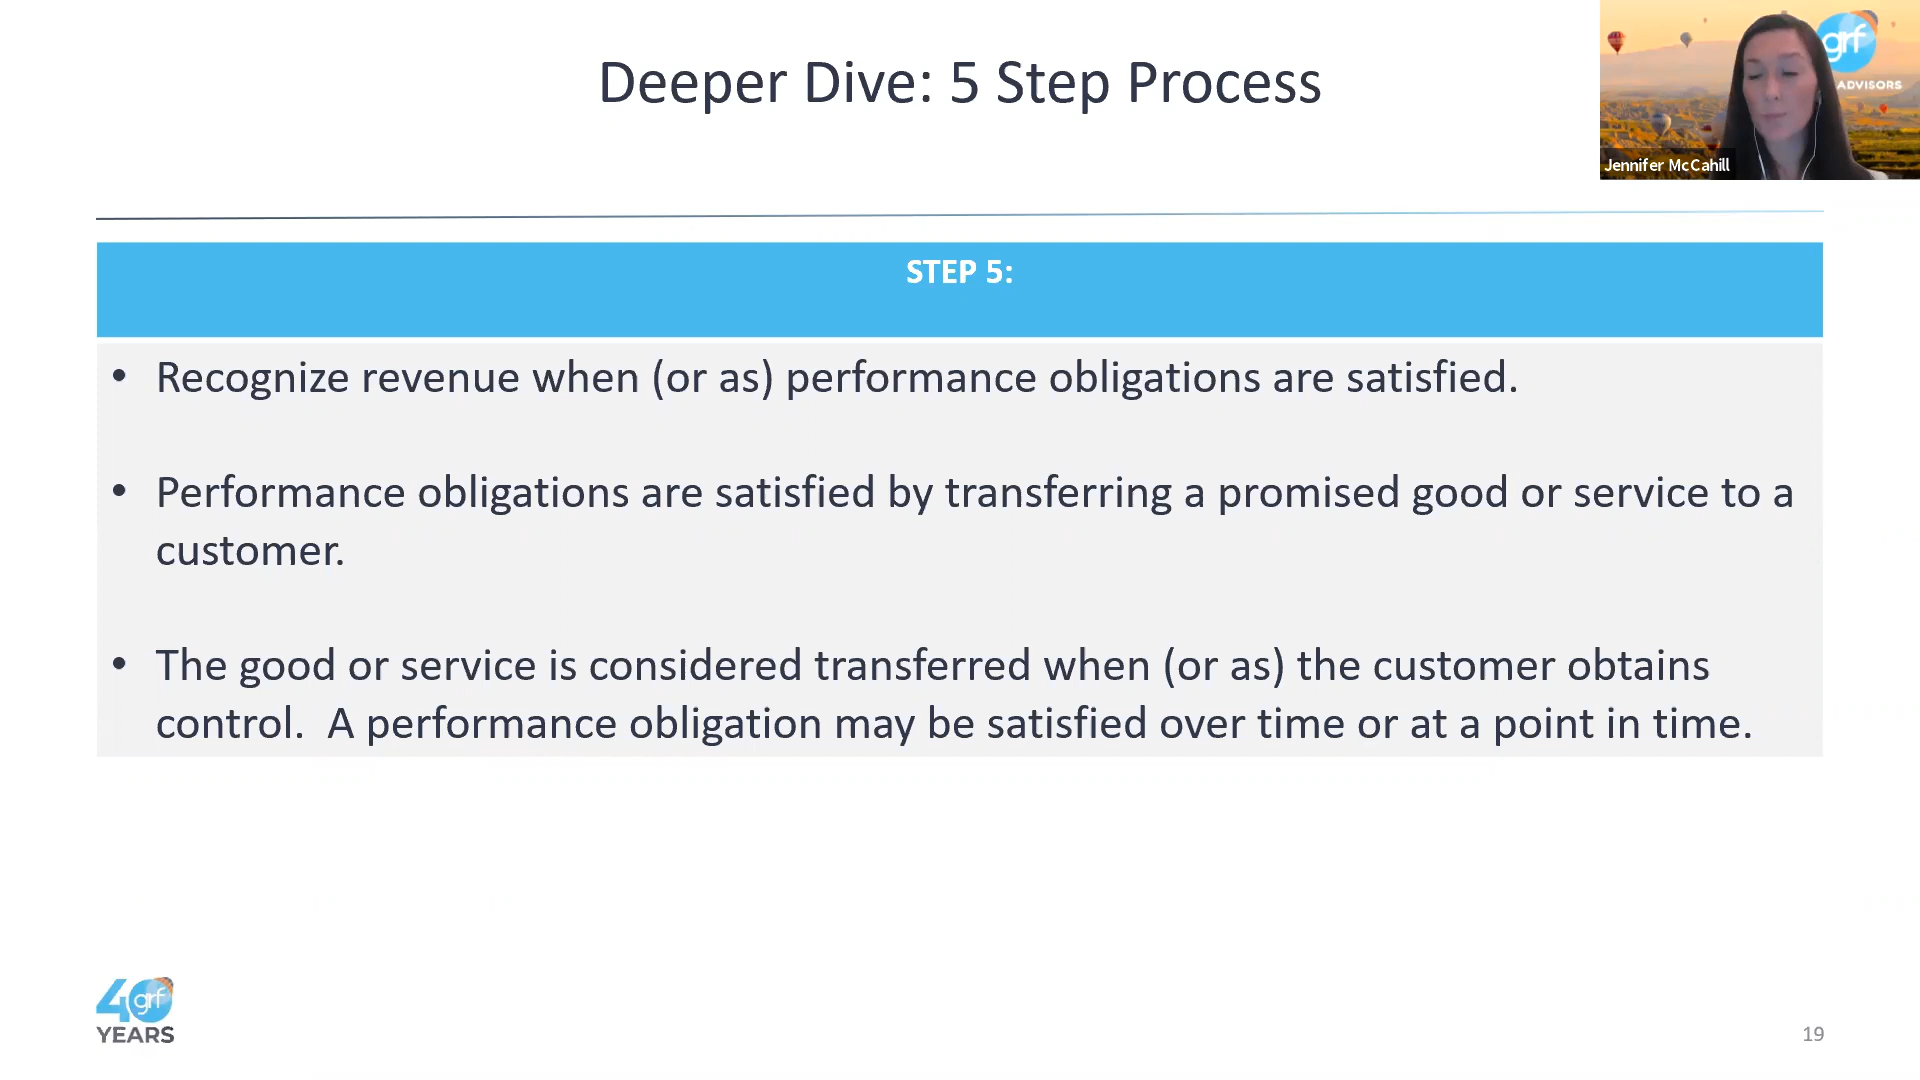 Deeper Dive: 5 Step Process
grf
ADVISORS
Jennifer McCahill
STEP 5:
• Recognize revenue when (or as) performance obligations are satisfied.
• Performance obligations are satisfied by transferring a promised good or service to a
customer.
• The good or service is considered transferred when (or as) the customer obtains
control.  A performance obligation may be satisfied over time or at a point in time.
40 grf
YEARS
19